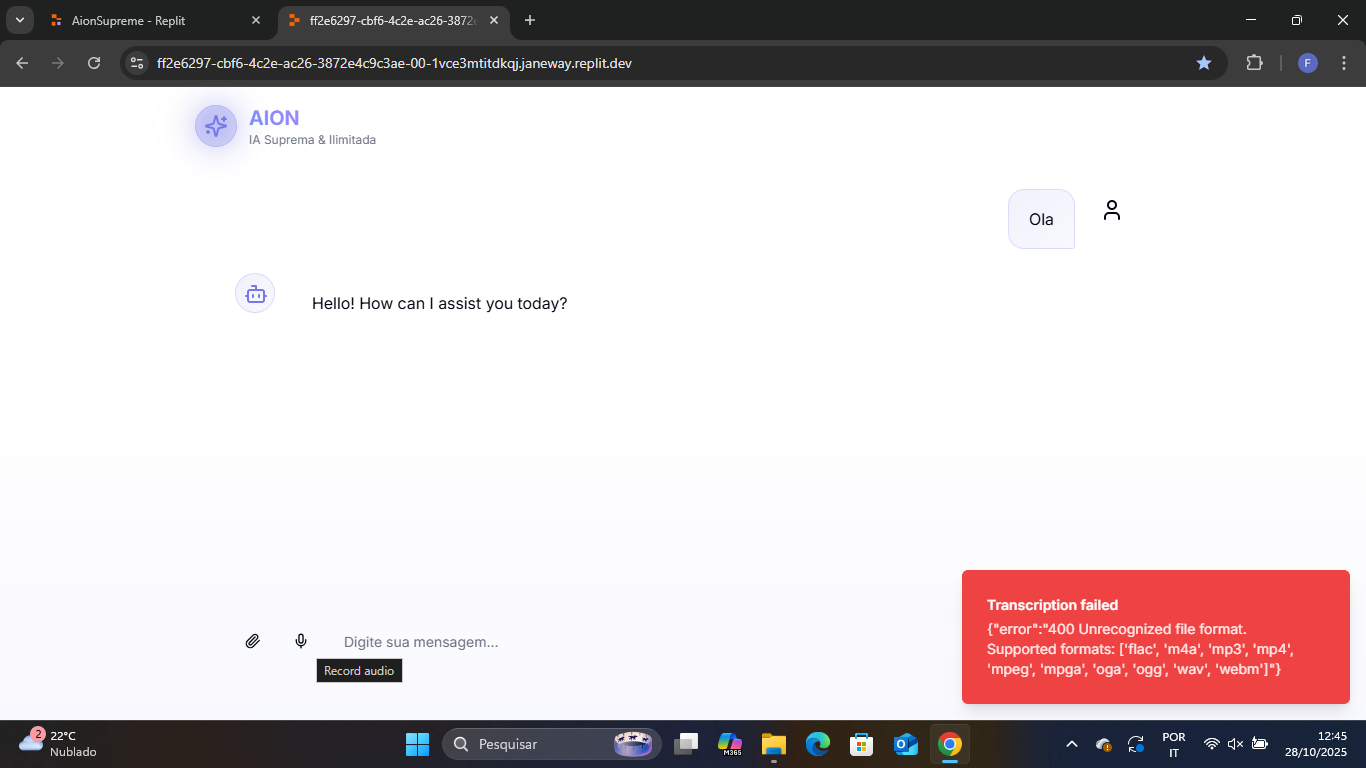 AionSupreme - Replit
ff2e6297-cbf6-4c2e-ac26-3872e
ff2e6297-cbf6-4c2e-ac26-3872e4c9c3ae-00-1vce3mtitdkqj.janeway.replit.dev
F
AION
IA Suprema & Ilimitada
Ola
Hello! How can I assist you today?
Transcription failed
{"error":"400 Unrecognized file format.
Supported formats: ['flac', 'm4a', 'mp3', 'mp4',
'mpeg', 'mpga', 'oga', 'ogg', 'wav', 'webm']"}
Digite sua mensagem...
Record audio
2
22°C
Nublado
Pesquisar
M365
POR
IT
12:45
28/10/2025